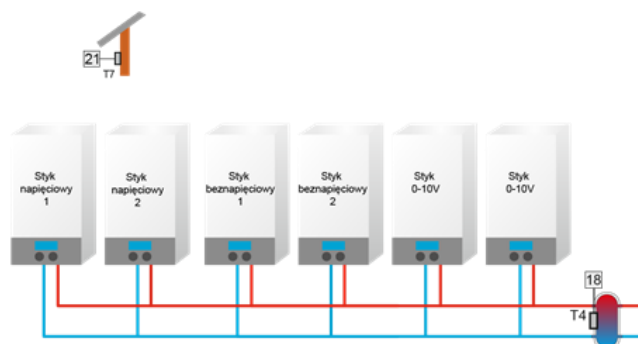 21
T7
Styk
napięciowy
1
Styk
napięciowy
2
Styk
beznapięciowy
1
Styk
beznapięciowy
2
Styk
0-10V
Styk
0-10V
18
T4